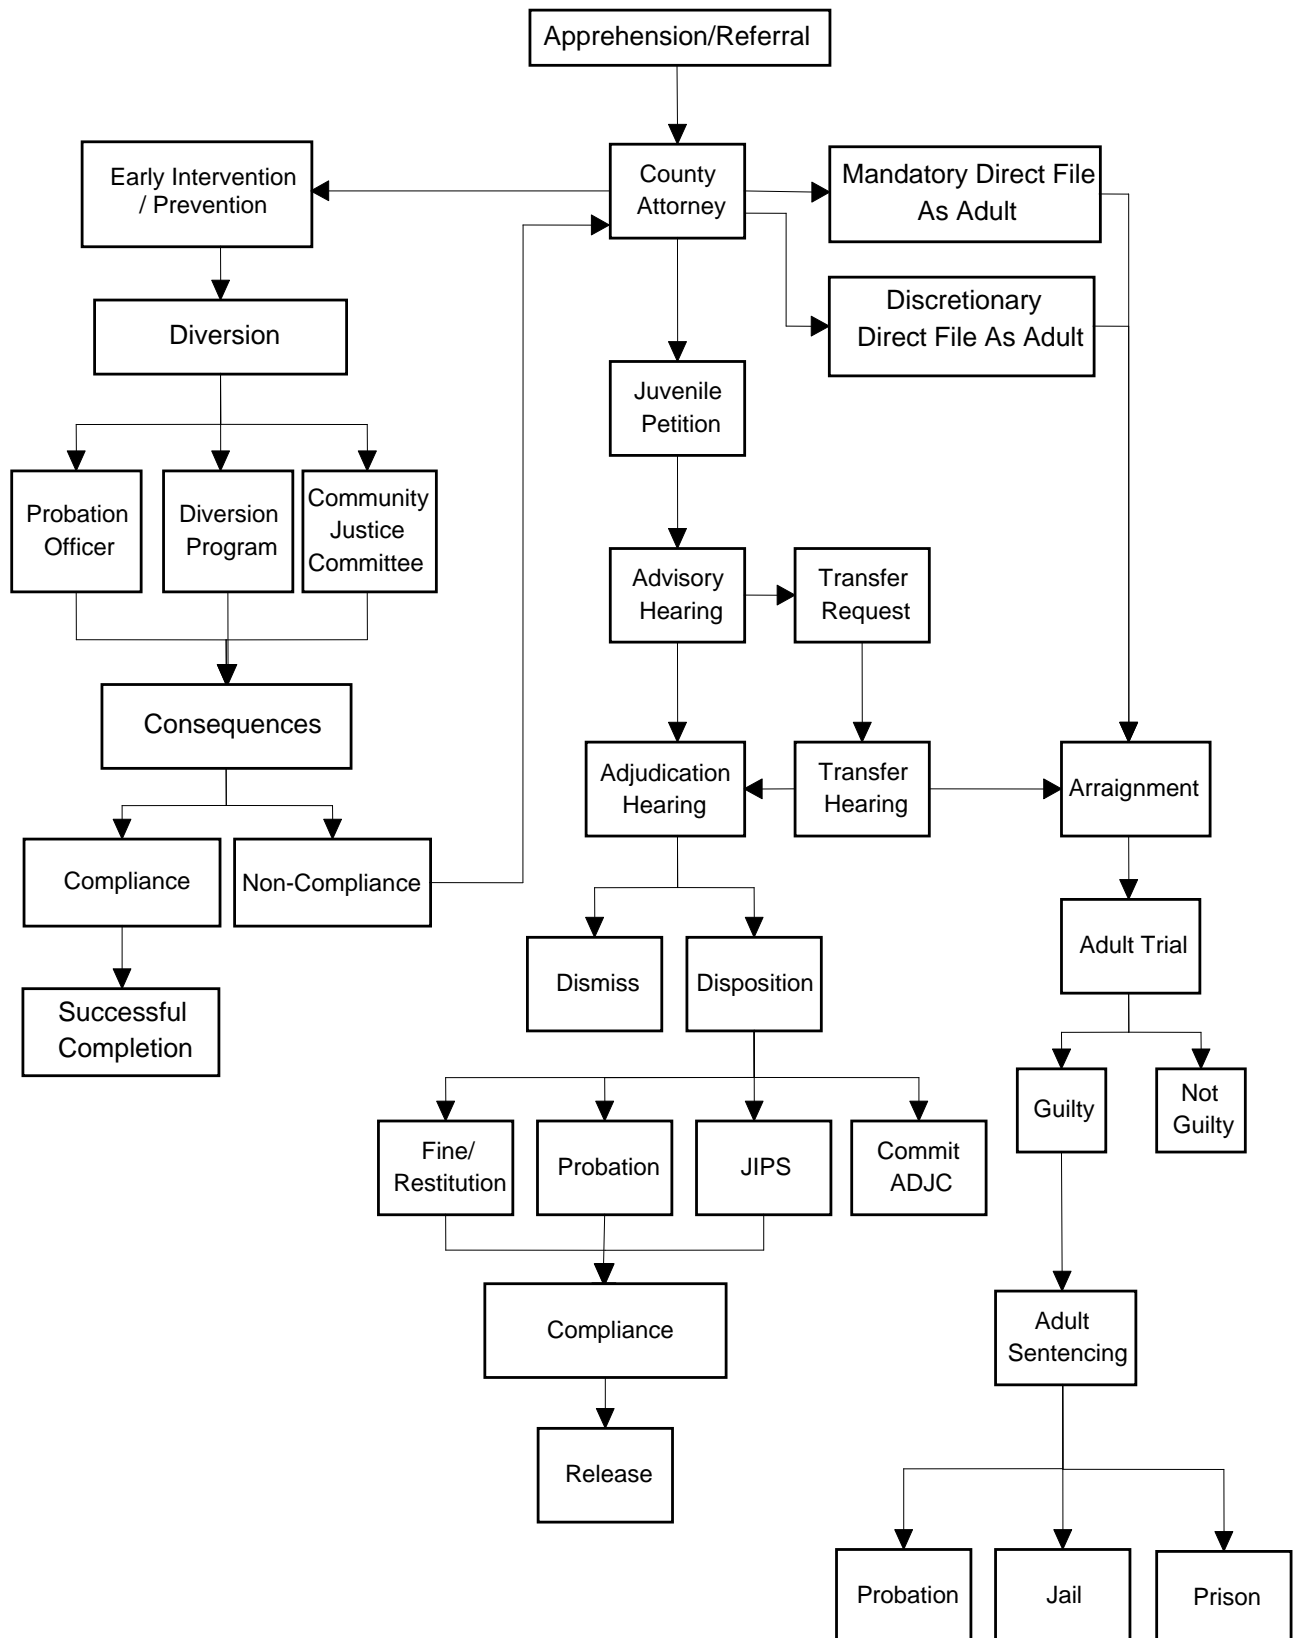 Apprehension/Referral
Early Intervention
/ Prevention
County
Attorney
Mandatory Direct File
As Adult
Discretionary
Direct File As Adult
Diversion
Juvenile
Petition
Probation
Officer
Diversion
Program
Community
Justice
Committee
Advisory
Hearing
Transfer
Request
Consequences
Adjudication
Hearing
Transfer
Hearing
Arraignment
Compliance
Non-Compliance
Adult Trial
Dismiss
Disposition
Successful
Completion
Guilty
Not
Guilty
Fine/
Restitution
Probation
JIPS
Commit
ADJC
Compliance
Adult
Sentencing
Release
Probation
Jail
Prison